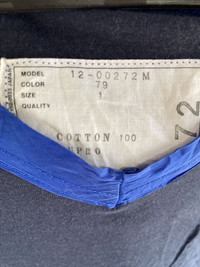 MODEL 12-00272M
COLOR 79
SIZE 1
QUALITY
COTTON 100
72